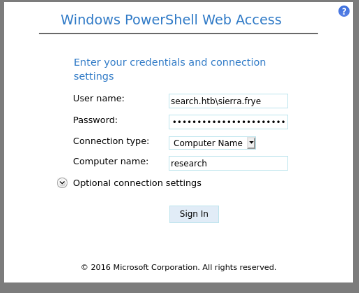 Windows PowerShell Web Access
?
Enter your credentials and connection
settings
User name:
search.htb\sierra.frye
Password:
••••••••••••••••••••••••
Connection type:
Computer Name
Computer name:
research
Optional connection settings
Sign In
© 2016 Microsoft Corporation. All rights reserved.